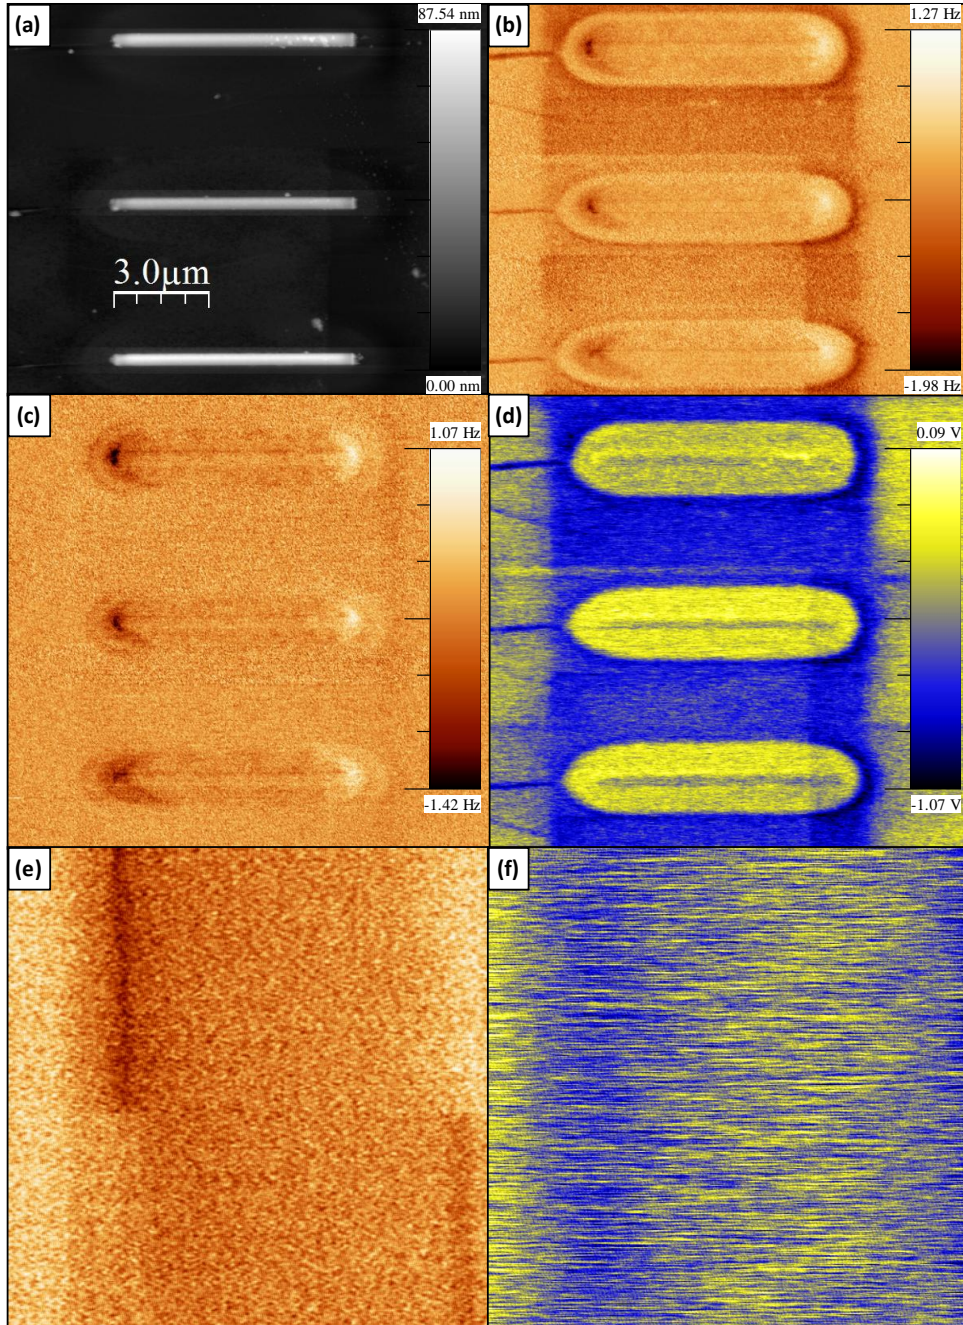 (a)
87.54 nm
3.0μm
0.00 nm
(b)
1.27 Hz
-1.98 Hz
(c)
1.07 Hz
-1.42 Hz
(d)
0.09 V
-1.07 V
(e)
(f)